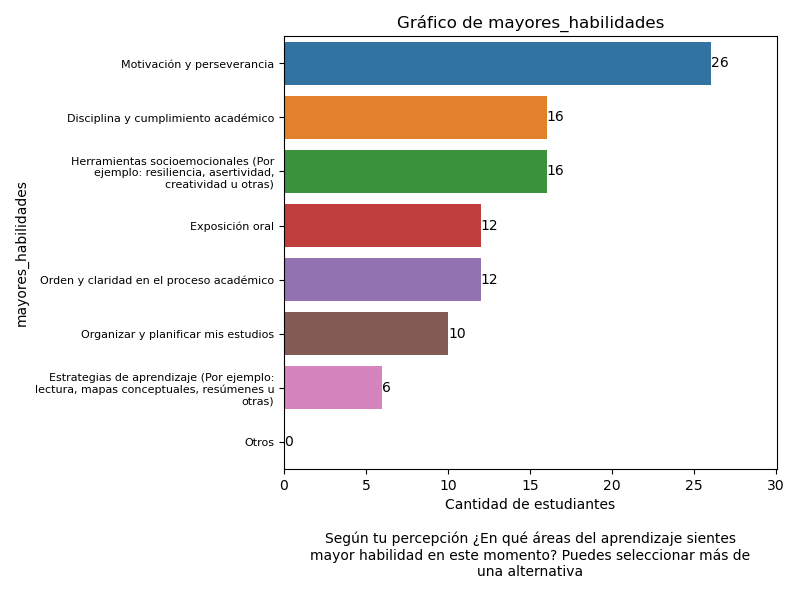 Gráfico de mayores_habilidades
mayores_habilidades
Motivación y perseverancia
26
Disciplina y cumplimiento académico
16
Herramientas socioemocionales (Por
ejemplo: resiliencia, asertividad,
creatividad u otras)
16
Exposición oral
12
Orden y claridad en el proceso académico
12
Organizar y planificar mis estudios
10
Estrategias de aprendizaje (Por ejemplo:
lectura, mapas conceptuales, resúmenes u
otras)
6
Otros
0
0 5 10 15 20 25 30
Cantidad de estudiantes
Según tu percepción ¿En qué áreas del aprendizaje sientes
mayor habilidad en este momento? Puedes seleccionar más de
una alternativa